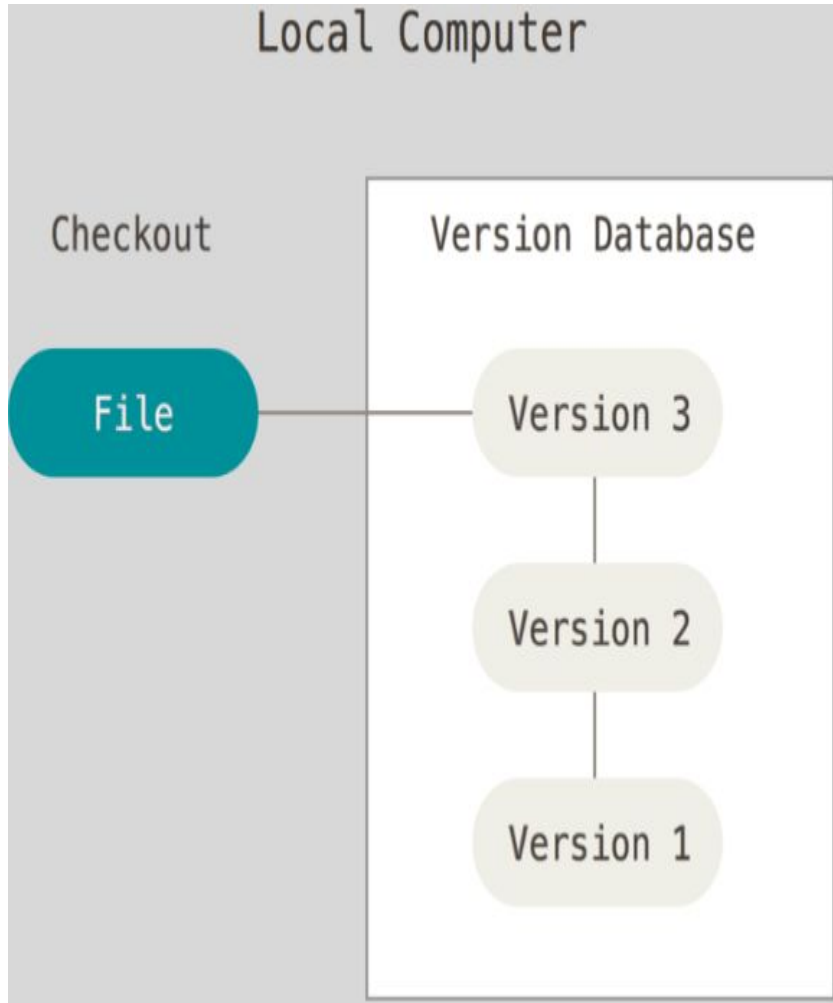 Local Computer
Checkout
Version Database
File
Version 3
Version 2
Version 1